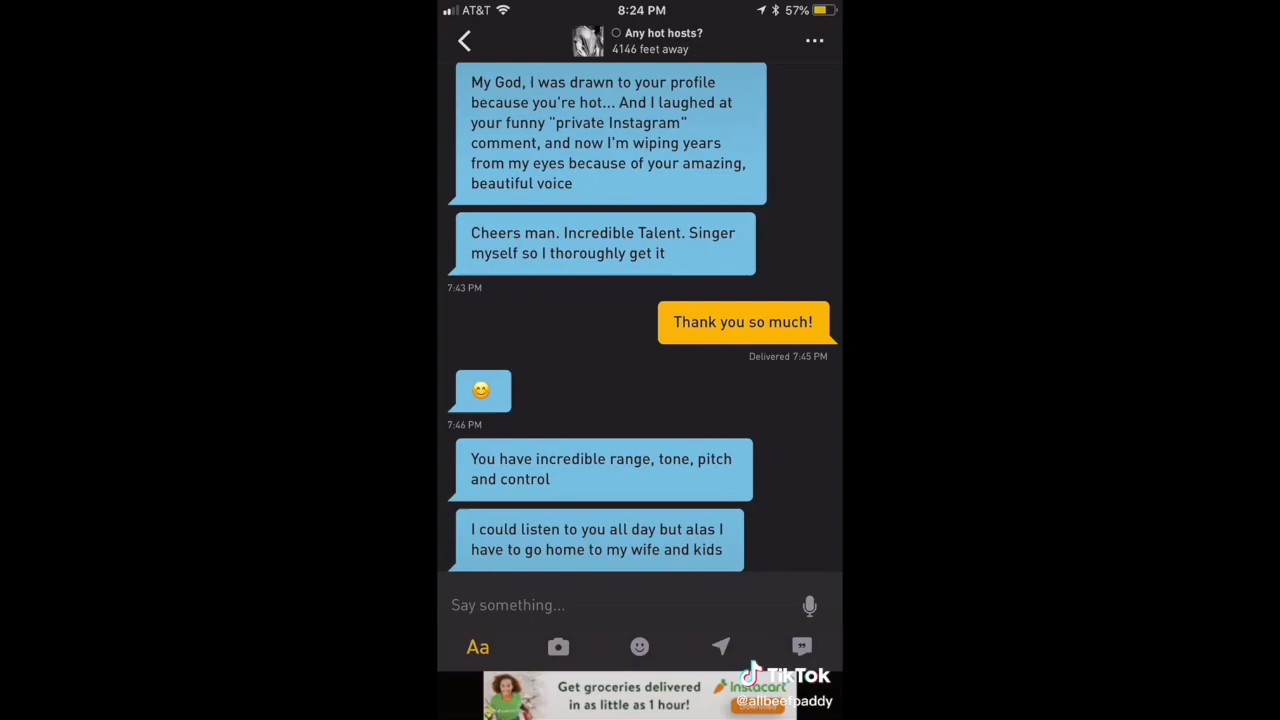 AT&T
8:24 PM
57%
Any hot hosts?
4146 feet away
My God, I was drawn to your profile
because you're hot... And I laughed at
your funny "private Instagram"
comment, and now I'm wiping years
from my eyes because of your amazing,
beautiful voice
Cheers man. Incredible Talent. Singer
myself so I thoroughly get it
7:43 PM
Thank you so much!
Delivered 7:45 PM
7:46 PM
You have incredible range, tone, pitch
and control
I could listen to you all day but alas I
have to go home to my wife and kids
Say something...
Aa
Get groceries delivered
in as little as 1 hour!
instacart
TikTok
@allbeefpaddy